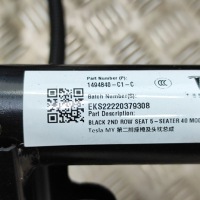 Part Number(P):
1494840-C1-C
Batch Number(S):
EKS22220379308
Part Description:
BLACK 2ND ROW SEAT 5-SEATER 40 MOD
Tesla MY 第二排座椅及头枕总成